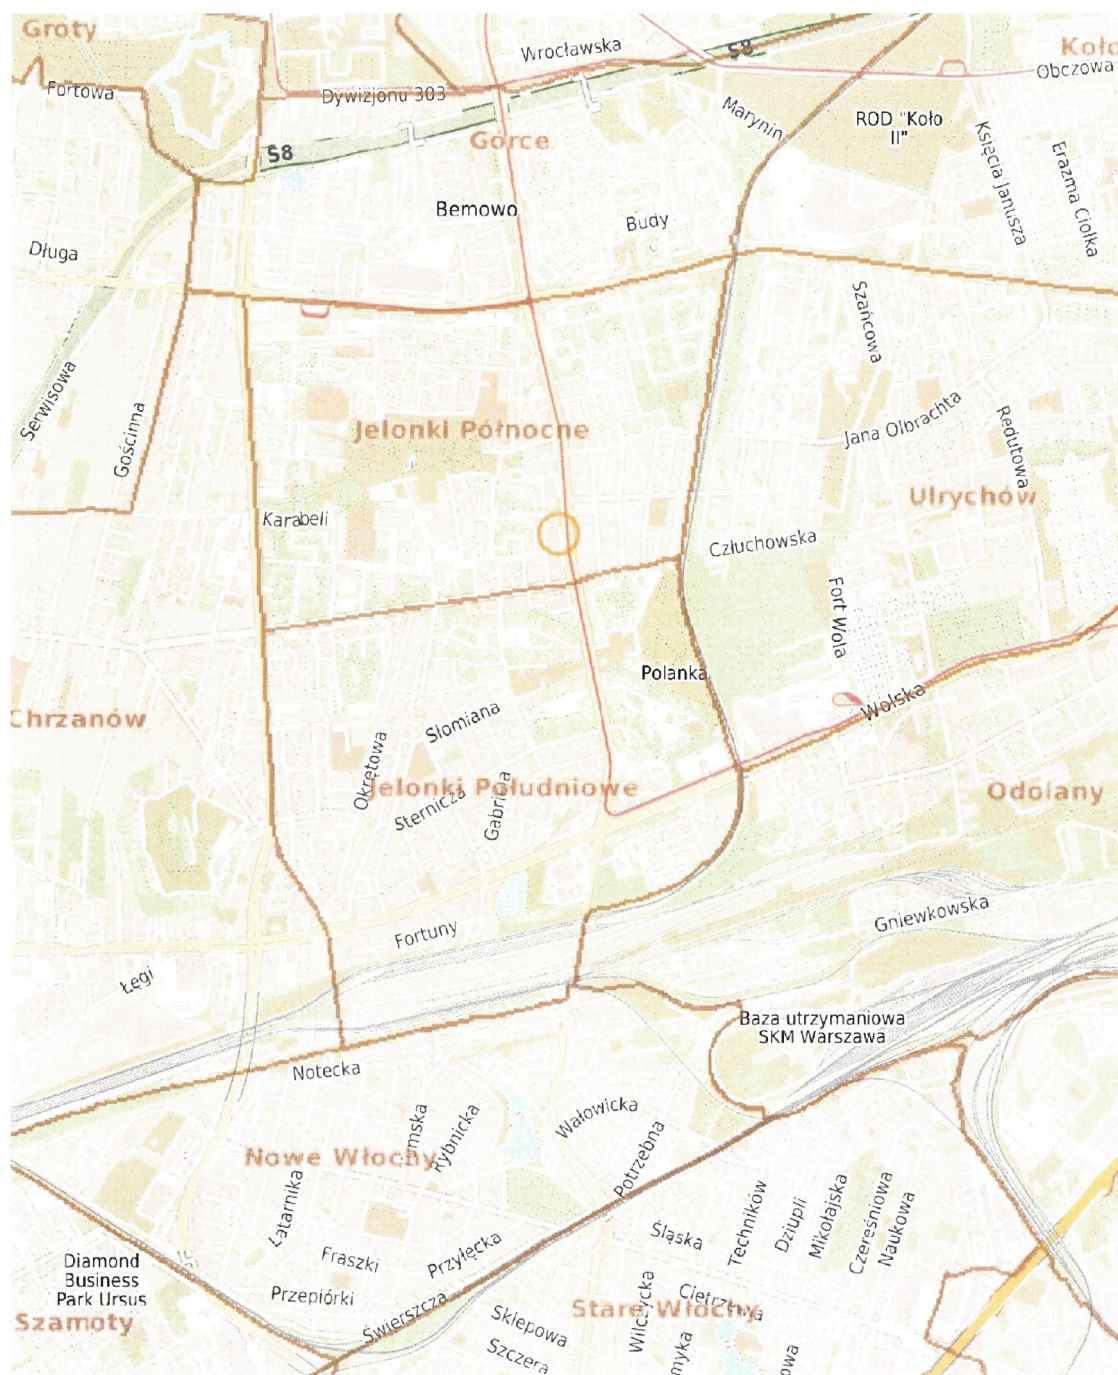 Groty
Wrocławska
S8
Koło
Obczowa
Fortowa
Dywizjonu 303
Marynin
ROD "Koło
II"
S8
Gorce
Księcia Janusza
Erazma Ciołka
Bemowo
Budy
Długa
Szańcowa
Serwisowa
Gościnna
Jelonki Północne
Jana Olbrachta
Redutowa
Ulrychów
Karabeli
Człuchowska
Fort Wola
Polanka
Wolska
Chrzanów
Słomiana
Okrętowa
Jelonki Południowe
Sternicza
Gabriela
Odolany
Gniewkowska
Fortuny
Łęgi
Baza utrzymaniowa
SKM Warszawa
Notecka
Wałowicka
Rybnicka
Potrzebna
Nowe Włochy
Latarnika
Techników
Dziupli
Mikołajska
Czereśniowa
Naukowa
Śląska
Fraszki
Przyłęcka
Diamond
Business
Park Ursus
Przepiórki
Świerszcza
Sklepowa
Wilczycka
Stare Włochy
Szamoty
Szczera